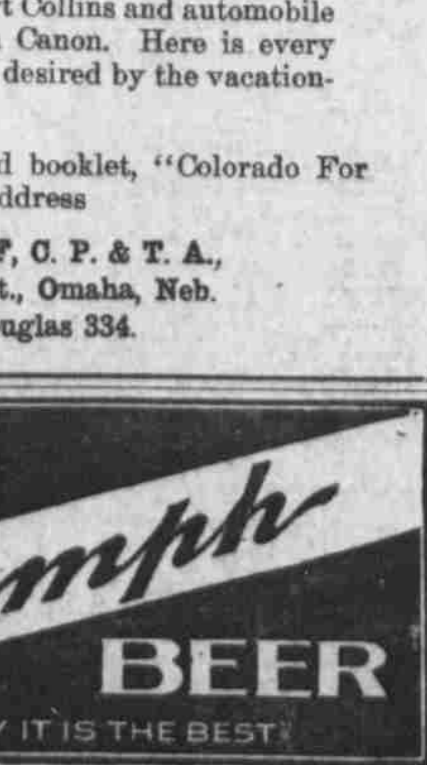 t Collins and automobile
Canon. Here is every
desired by the vacation-
d booklet, "Colorado For
ddress
F, C. P. & T. A.,
t., Omaha, Neb.
uglas 334.
mph
BEER
Y IT IS THE BEST